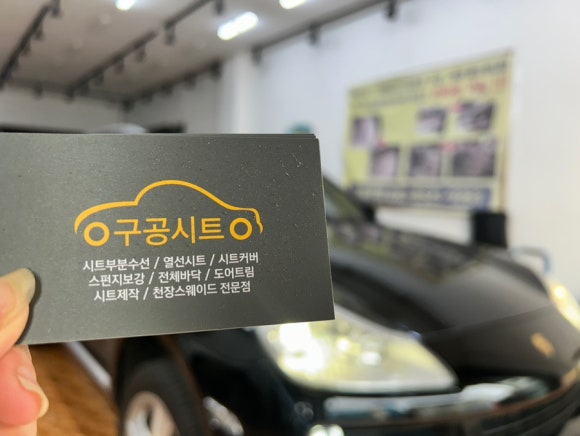 구공시트
시트부분수선 / 열선시트 / 시트커버
스펀지보강 / 전체바닥 / 도어트림
시트제작 / 천장스웨이드 전문점